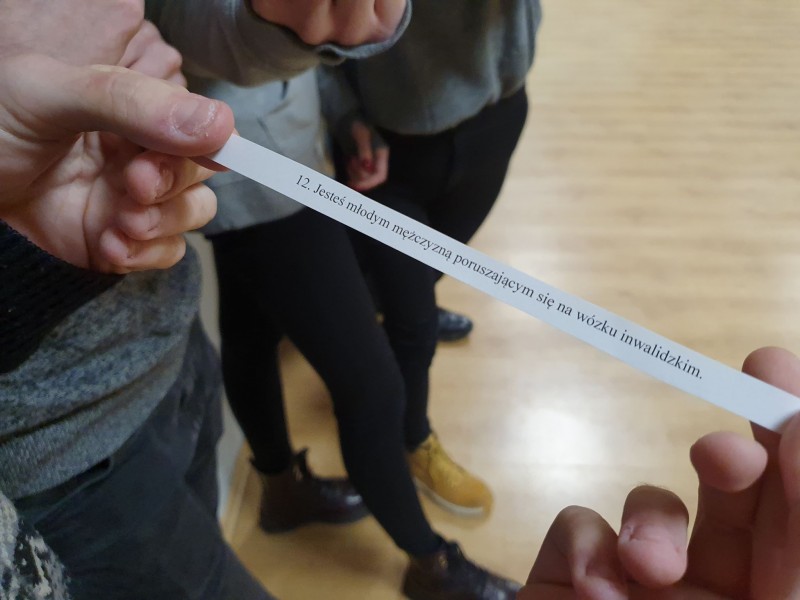 12. Jesteś młodym mężczyzną poruszającym się na wózku inwalidzkim.